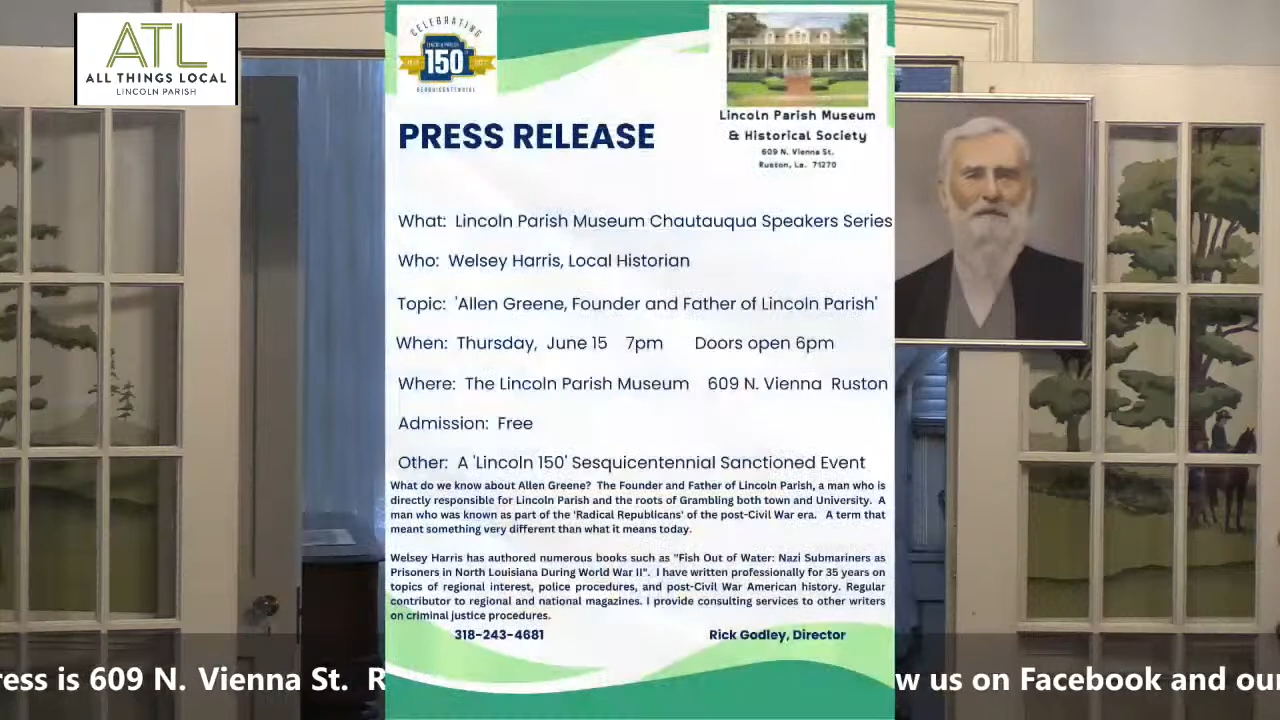 ATL
ALL THINGS LOCAL
LINCOLN PARISH
CELEBRATING
LINCOLN PARISH
150
SESQUICENTENNIAL
Lincoln Parish Museum
& Historical Society
609 N. Vienna St.
Ruston, La. 71270
PRESS RELEASE
What: Lincoln Parish Museum Chautauqua Speakers Series
Who: Welsey Harris, Local Historian
Topic: 'Allen Greene, Founder and Father of Lincoln Parish'
When: Thursday, June 15 7pm Doors open 6pm
Where: The Lincoln Parish Museum 609 N. Vienna Ruston
Admission: Free
Other: A 'Lincoln 150' Sesquicentennial Sanctioned Event
What do we know about Allen Greene? The Founder and Father of Lincoln Parish, a man who is
directly responsible for Lincoln Parish and the roots of Grambling both town and University. A
man who was known as part of the 'Radical Republicans' of the post-Civil War era. A term that
meant something very different than what it means today.
Welsey Harris has authored numerous books such as "Fish Out of Water: Nazi Submariners as
Prisoners in North Louisiana During World War II". I have written professionally for 35 years on
topics of regional interest, police procedures, and post-Civil War American history. Regular
contributor to regional and national magazines. I provide consulting services to other writers
on criminal justice procedures.
318-243-4681 Rick Godley, Director
ress is 609 N. Vienna St. R
w us on Facebook and ou